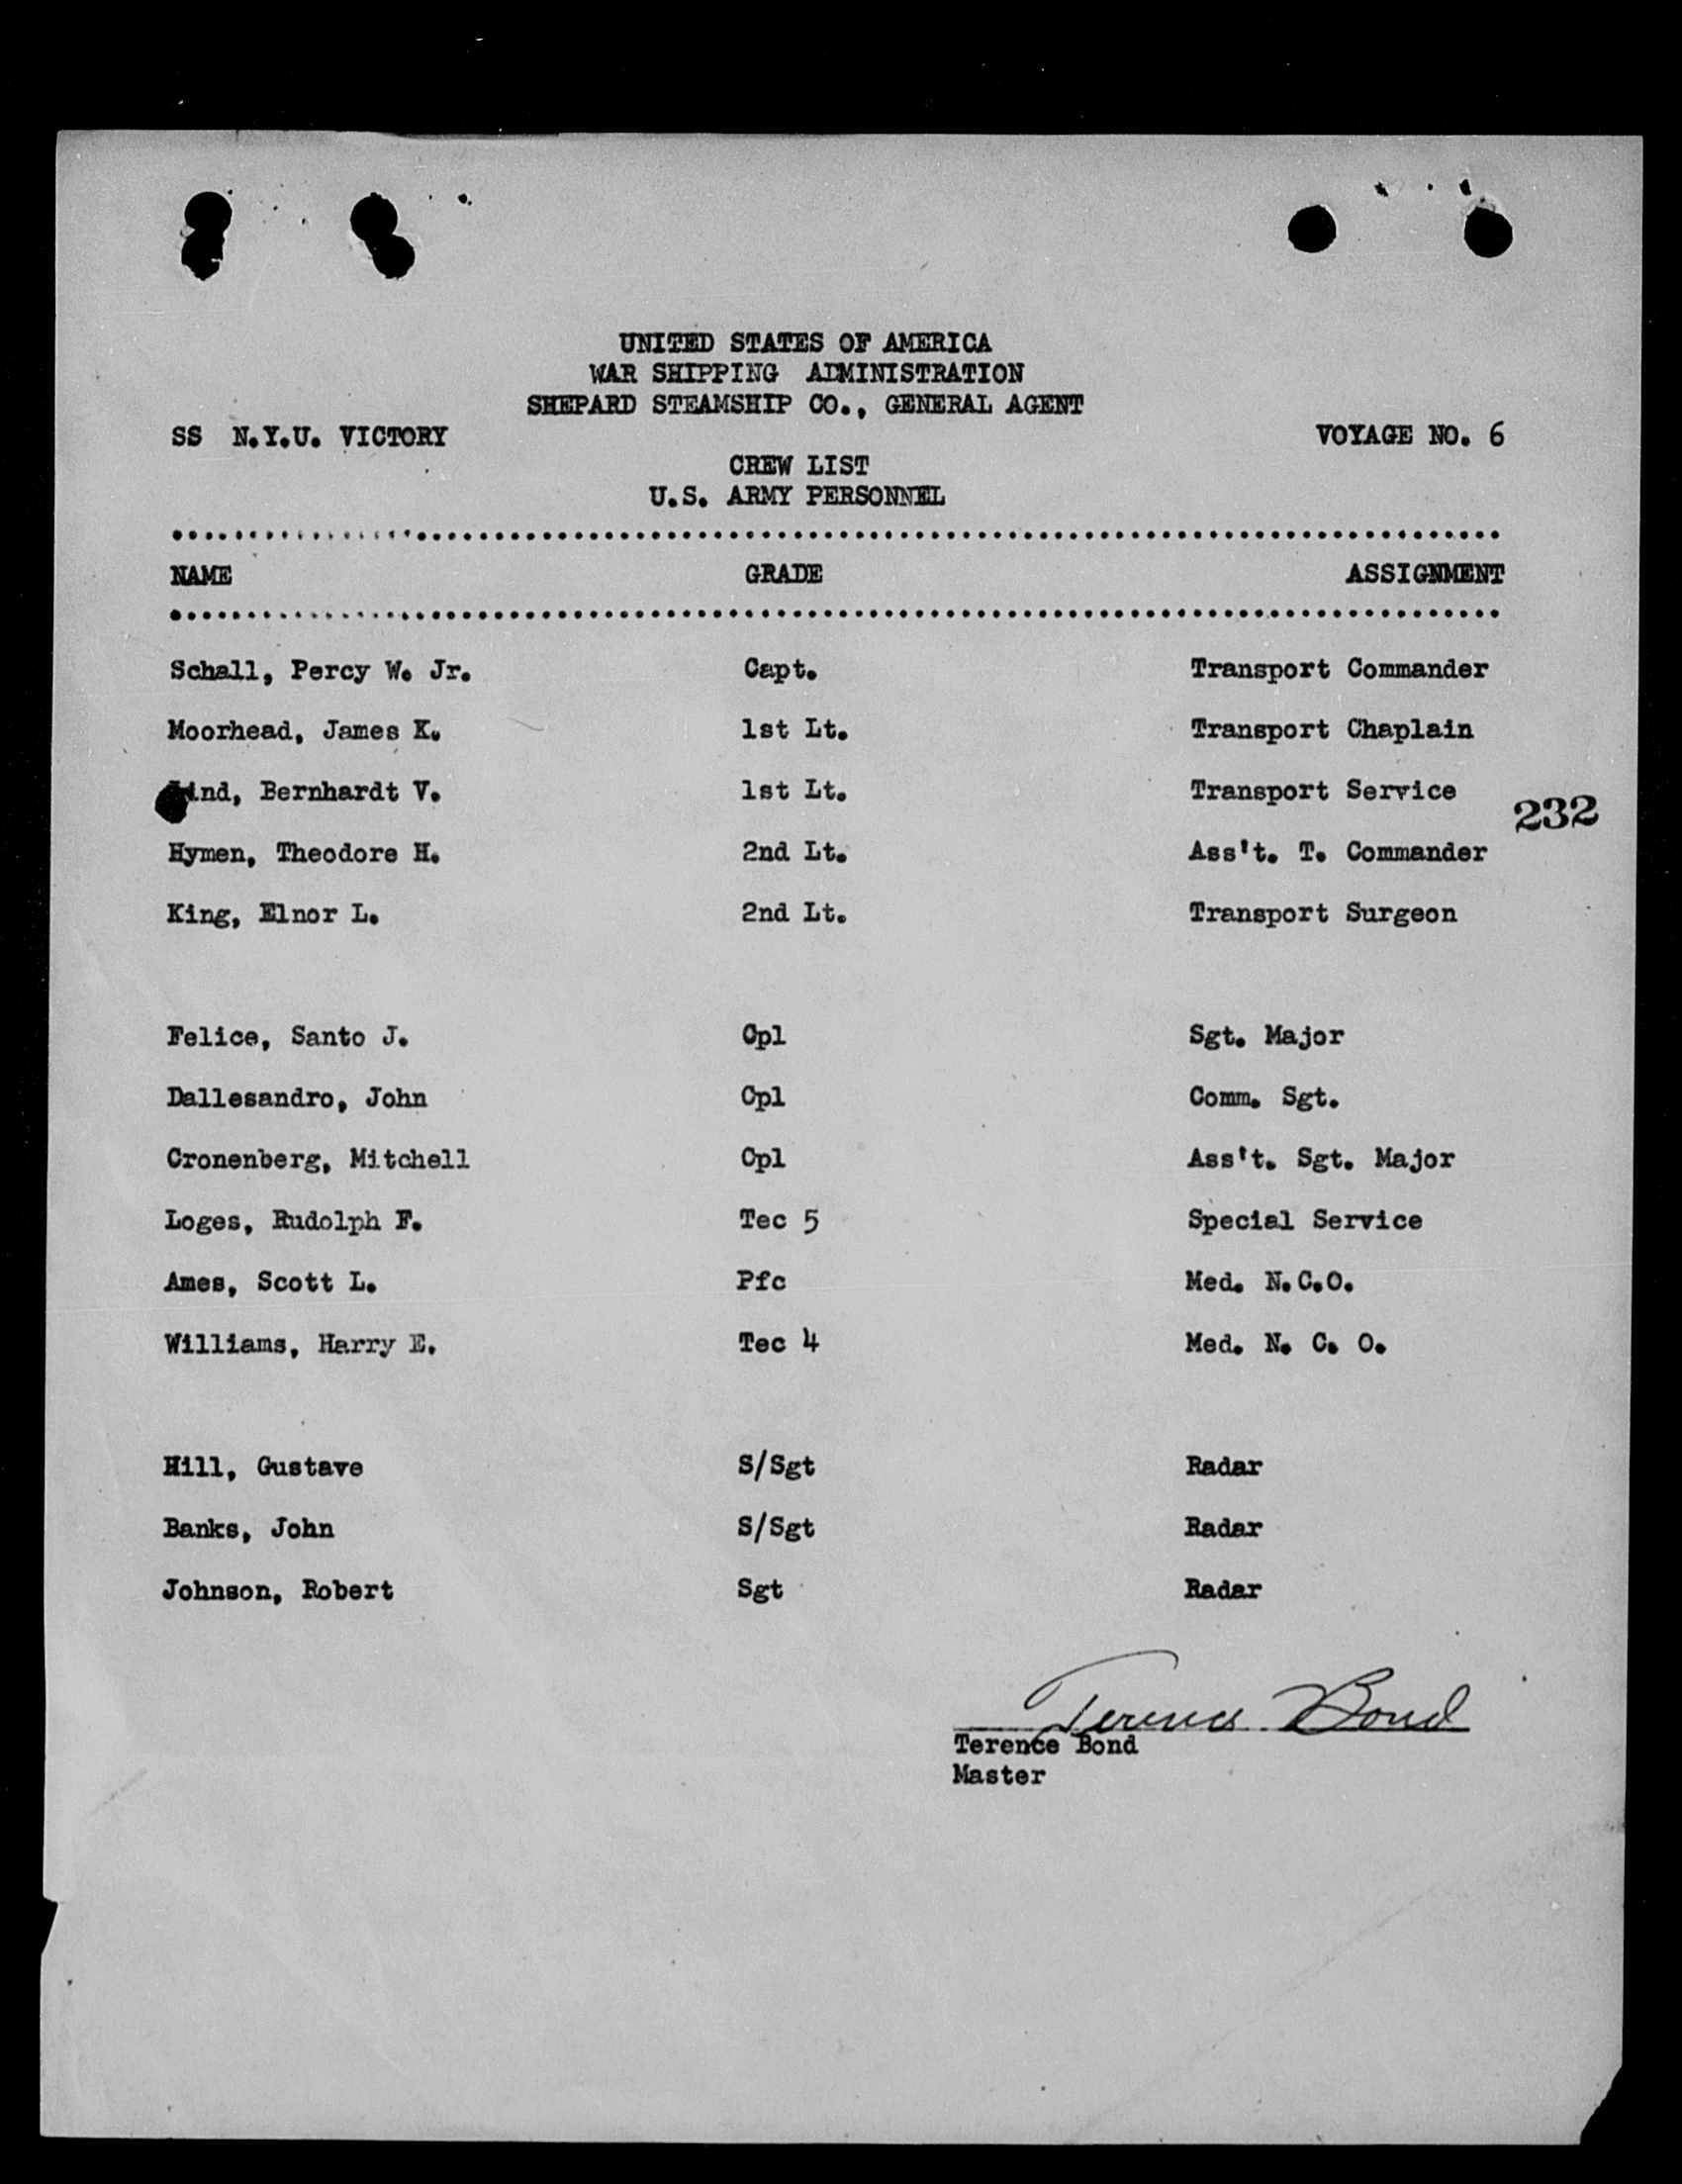 UNITED STATES OF AMERICA
WAR SHIPPING ADMINISTRATION
SHEPARD STEAMSHIP CO., GENERAL AGENT
SS N.Y.U. VICTORY VOYAGE NO. 6
CREW LIST
U.S. ARMY PERSONNEL
NAME GRADE ASSIGNMENT
Schall, Percy W. Jr. Capt. Transport Commander
Moorhead, James K. 1st Lt. Transport Chaplain
Bernhardt V. 1st Lt. Transport Service
232
Hymen, Theodore H. 2nd Lt. Ass't. T. Commander
King, Elnor L. 2nd Lt. Transport Surgeon
Felice, Santo J. Cpl Sgt. Major
Dallesandro, John Cpl Comm. Sgt.
Cronenberg, Mitchell Cpl Ass't. Sgt. Major
Loges, Rudolph F. Tec 5 Special Service
Ames, Scott L. Pfc Med. N.C.O.
Williams, Harry E. Tec 4 Med. N. C. O.
Hill, Gustave S/Sgt Radar
Banks, John S/Sgt Radar
Johnson, Robert Sgt Radar
Terence Bond
Terence Bond
Master